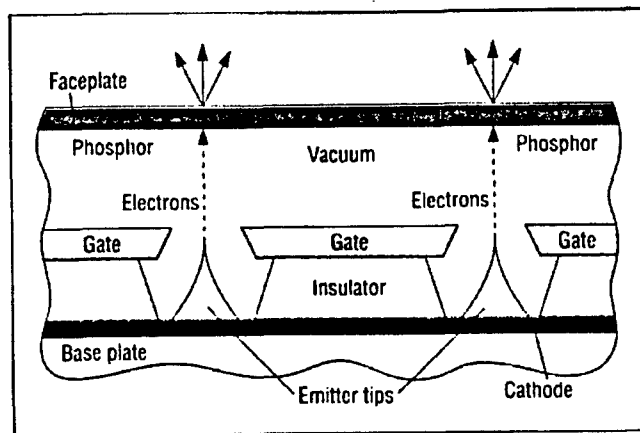 Faceplate
Phosphor Vacuum Phosphor
Electrons Electrons
Gate Gate Gate
Insulator
Base plate
Emitter tips Cathode